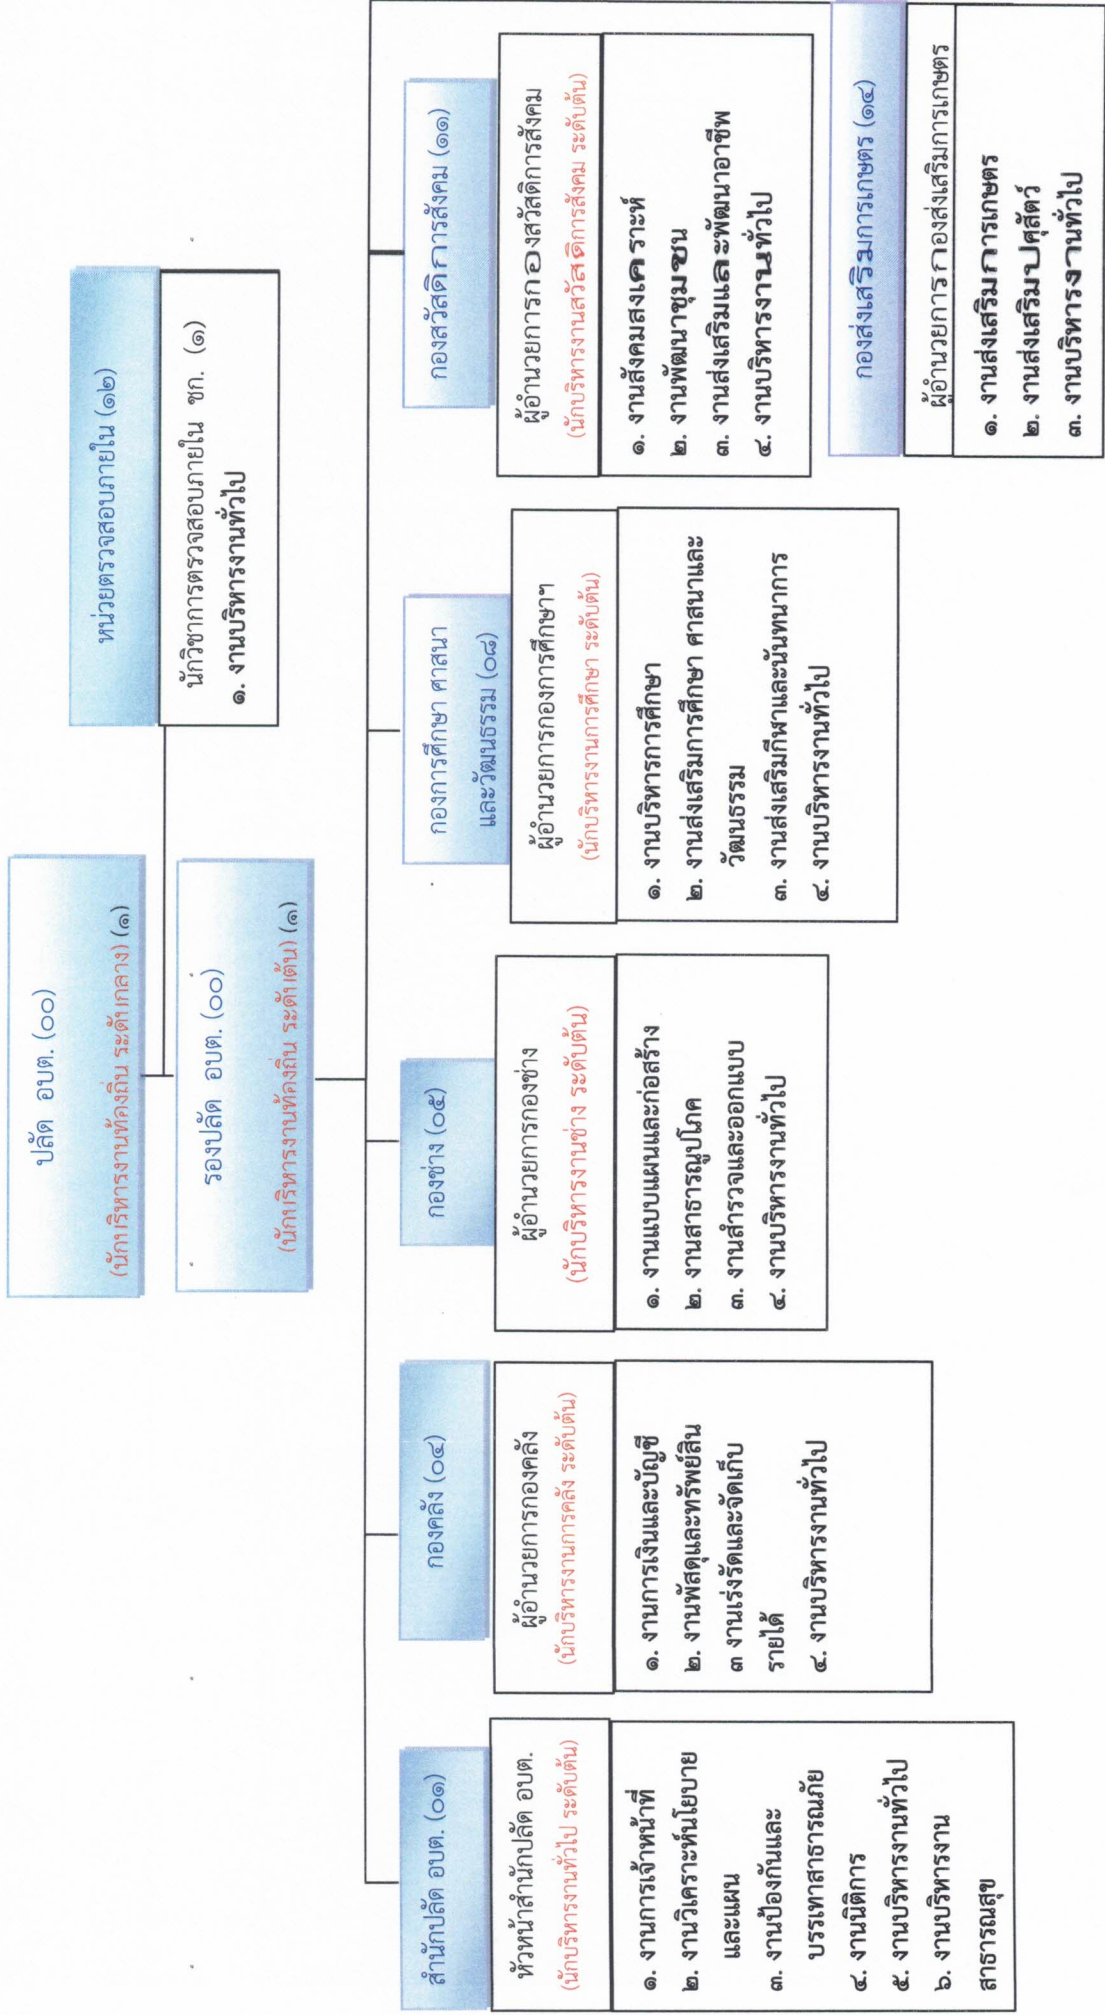 ปลัด อบต. (๐๐)
(นักบริหารงานท้องถิ่น ระดับกลาง) (๑)
รองปลัด อบต. (๐๐)
(นักบริหารงานท้องถิ่น ระดับต้น) (๑)
หน่วยตรวจสอบภายใน (๑๒)
นักวิชาการตรวจสอบภายใน ชก. (๑)
๑. งานบริหารงานทั่วไป
สำนักปลัด อบต. (๐๑)
หัวหน้าสำนักปลัด อบต.
(นักบริหารงานทั่วไป ระดับต้น)
๑. งานการเจ้าหน้าที่
๒. งานวิเคราะห์นโยบาย
และแผน
๓. งานป้องกันและ
บรรเทาสาธารณภัย
๔. งานนิติการ
๕. งานบริหารงานทั่วไป
๖. งานบริหารงาน
สาธารณสุข
กองคลัง (๐๔)
ผู้อำนวยการกองคลัง
(นักบริหารงานการคลัง ระดับต้น)
๑. งานการเงินและบัญชี
๒. งานพัสดุและทรัพย์สิน
๓ งานเร่งรัดและจัดเก็บ
รายได้
๔. งานบริหารงานทั่วไป
กองช่าง (๐๕)
ผู้อำนวยการกองช่าง
(นักบริหารงานช่าง ระดับต้น)
๑. งานแบบแผนและก่อสร้าง
๒. งานสาธารณูปโภค
๓. งานสำรวจและออกแบบ
๔. งานบริหารงานทั่วไป
กองการศึกษา ศาสนา
และวัฒนธรรม (๐๘)
ผู้อำนวยการกองการศึกษาฯ
(นักบริหารงานการศึกษา ระดับต้น)
๑. งานบริหารการศึกษา
๒. งานส่งเสริมการศึกษา ศาสนาและ
วัฒนธรรม
๓. งานส่งเสริมกีฬาและนันทนาการ
๔. งานบริหารงานทั่วไป
กองสวัสดิการสังคม (๑๑)
ผู้อำนวยการกองสวัสดิการสังคม
(นักบริหารงานสวัสดิการสังคม ระดับต้น)
๑. งานสังคมสงเคราะห์
๒. งานพัฒนาชุมชน
๓. งานส่งเสริมและพัฒนาอาชีพ
๔. งานบริหารงานทั่วไป
กองส่งเสริมการเกษตร (๑๔)
ผู้อำนวยการกองส่งเสริมการเกษตร
๑. งานส่งเสริมการเกษตร
๒. งานส่งเสริมปศุสัตว์
๓. งานบริหารงานทั่วไป